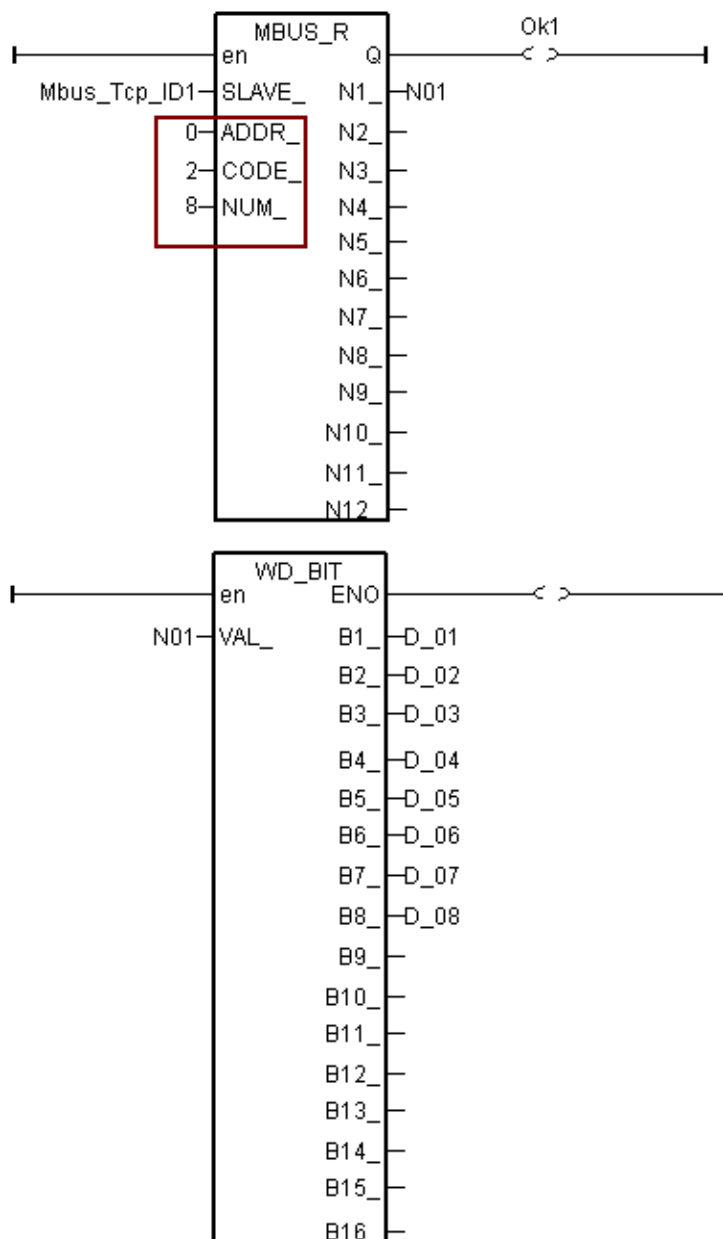 Ok1
MBUS_R
en Q
Mbus_Tcp_ID1 SLAVE_ N1_ N01
0 ADDR_ N2_
2 CODE_ N3_
8 NUM_ N4_
N5_
N6_
N7_
N8_
N9_
N10_
N11_
N12_
WD_BIT
en ENO
N01 VAL_ B1_ D_01
B2_ D_02
B3_ D_03
B4_ D_04
B5_ D_05
B6_ D_06
B7_ D_07
B8_ D_08
B9_
B10_
B11_
B12_
B13_
B14_
B15_
B16